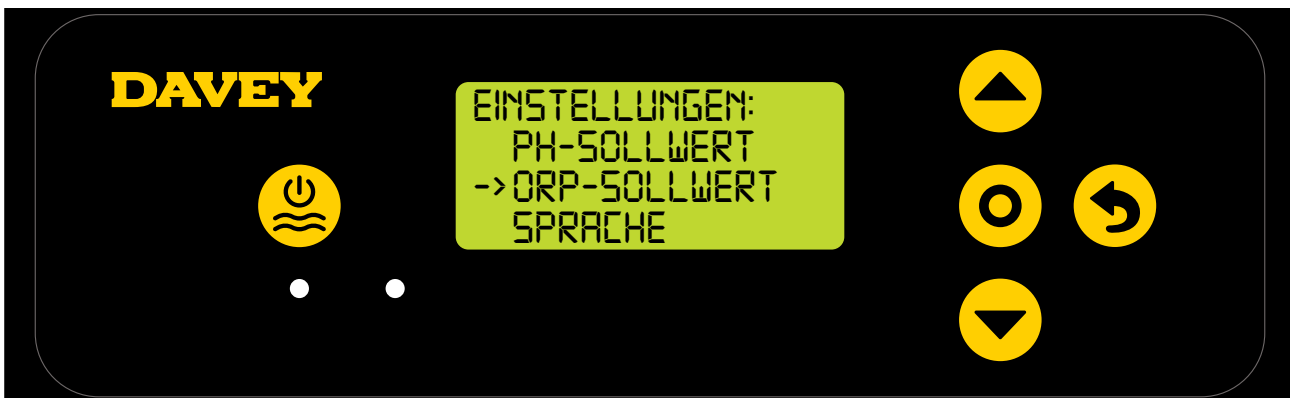 DAVEY
EINSTELLUNGEN:
PH-SOLLWERT
->ORP-SOLLWERT
SPRACHE